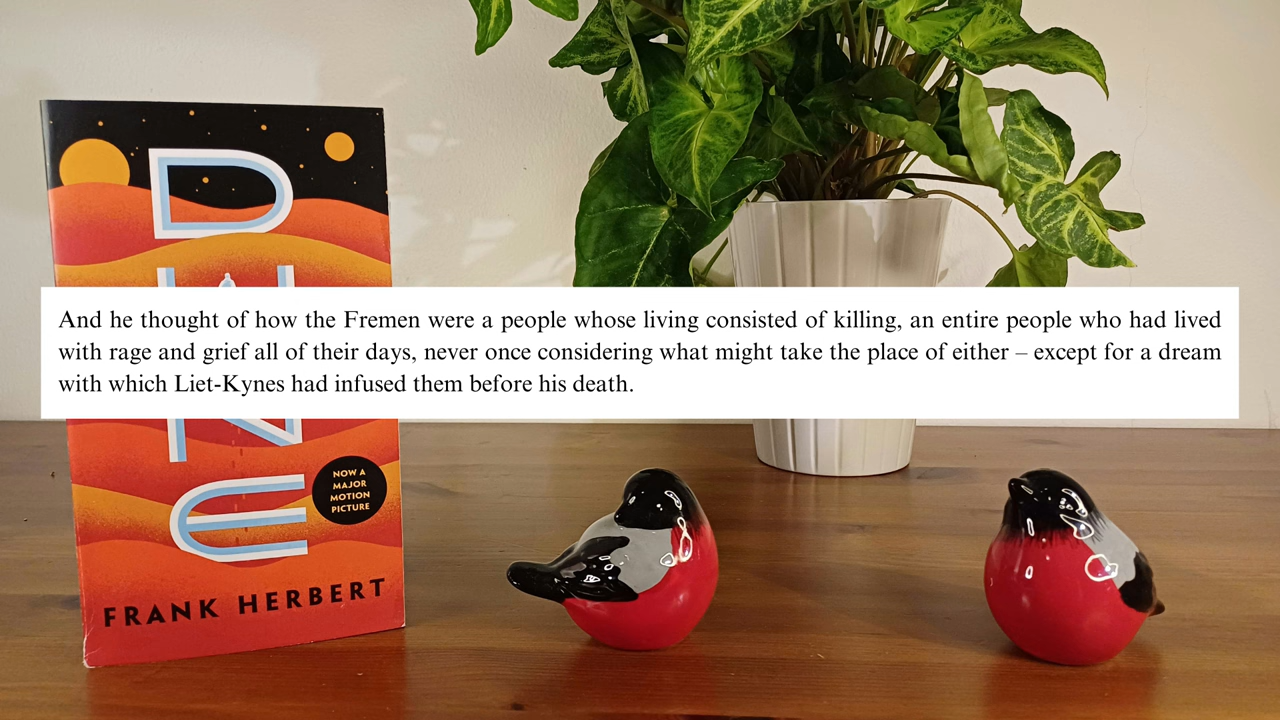 DUNE
And he thought of how the Fremen were a people whose living consisted of killing, an entire people who had lived
with rage and grief all of their days, never once considering what might take the place of either – except for a dream
with which Liet-Kynes had infused them before his death.
NOW A
MAJOR
MOTION
PICTURE
FRANK HERBERT